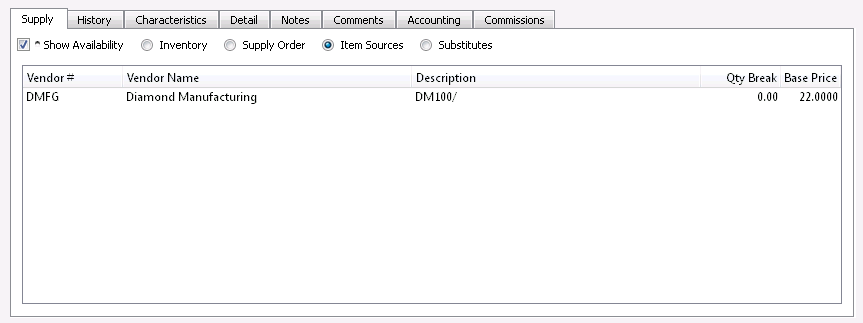 Supply History Characteristics Detail Notes Comments Accounting Commissions
^ Show Availability Inventory Supply Order Item Sources Substitutes
Vendor # Vendor Name Description Qty Break Base Price
DMFG Diamond Manufacturing DM100/ 0.00 22.0000